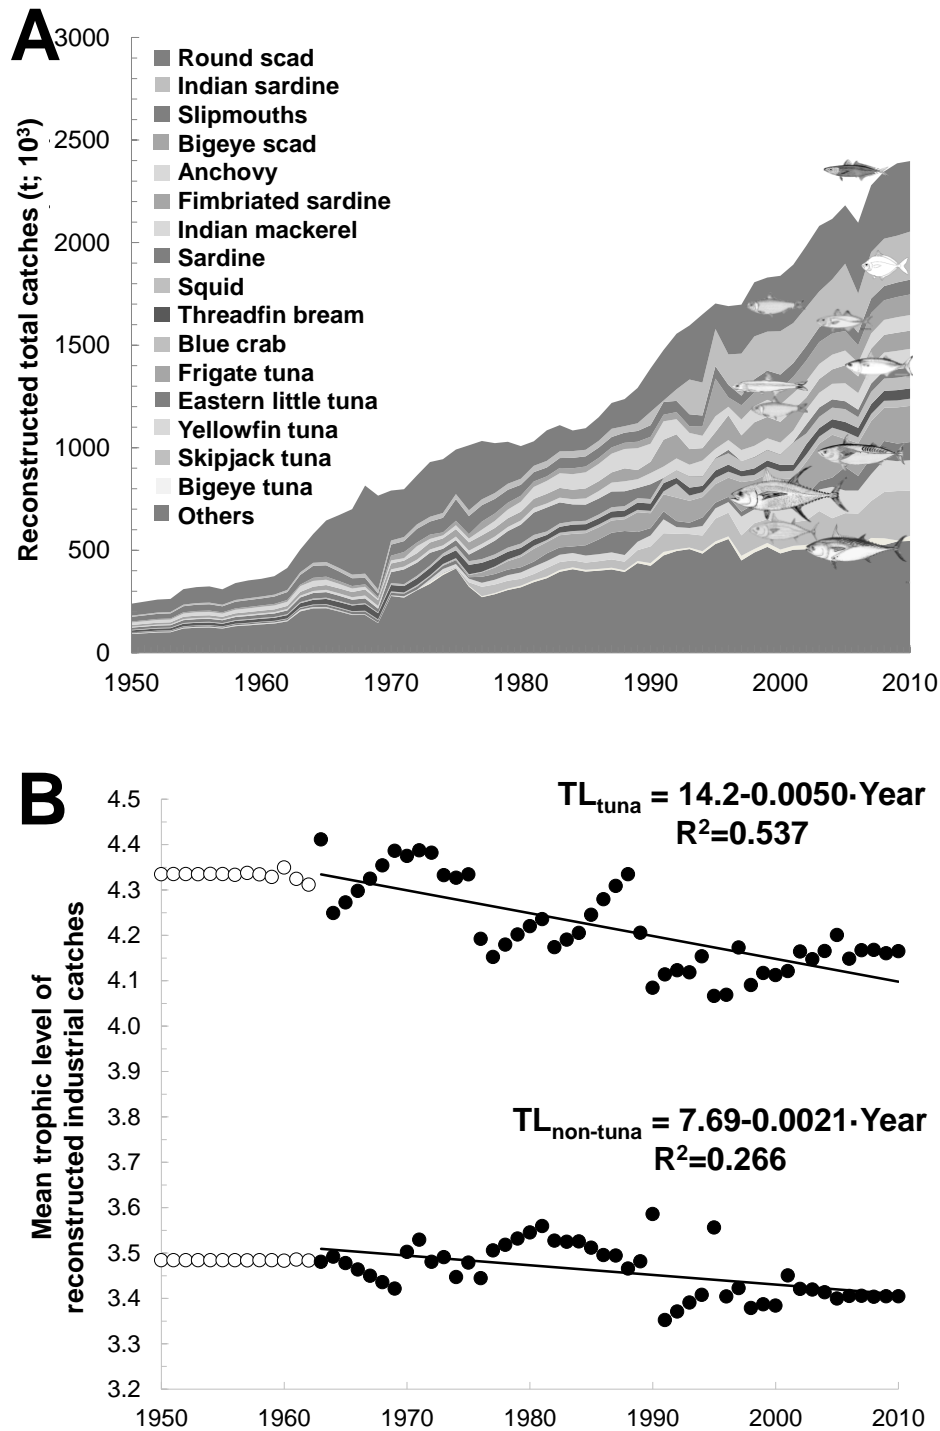 A
Reconstructed total catches (t; 10³)
3000
2500
2000
1500
1000
500
0
Round scad
Indian sardine
Slipmouths
Bigeye scad
Anchovy
Fimbriated sardine
Indian mackerel
Sardine
Squid
Threadfin bream
Blue crab
Frigate tuna
Eastern little tuna
Yellowfin tuna
Skipjack tuna
Bigeye tuna
Others
1950 1960 1970 1980 1990 2000 2010
B
Mean trophic level of
reconstructed industrial catches
4.5
4.4
4.3
4.2
4.1
4.0
3.9
3.8
3.7
3.6
3.5
3.4
3.3
3.2
TLtuna = 14.2-0.0050·Year
R²=0.537
TLnon-tuna = 7.69-0.0021·Year
R²=0.266
1950 1960 1970 1980 1990 2000 2010